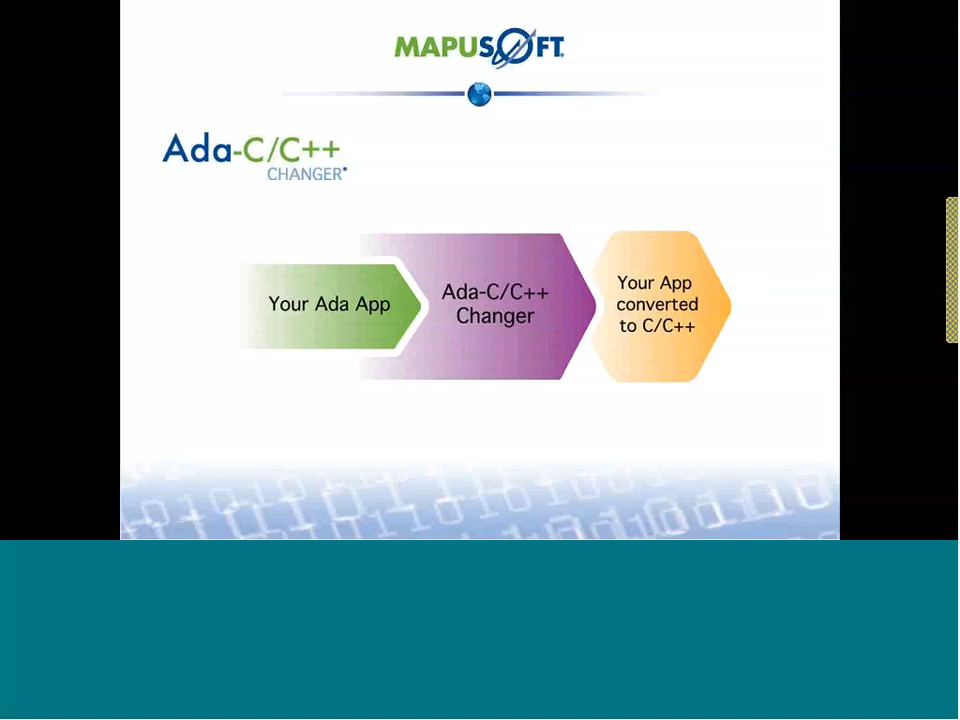 MAPUSOFT
Ada-C/C++
CHANGER
Your Ada App
Ada-C/C++
Changer
Your App
converted
to C/C++